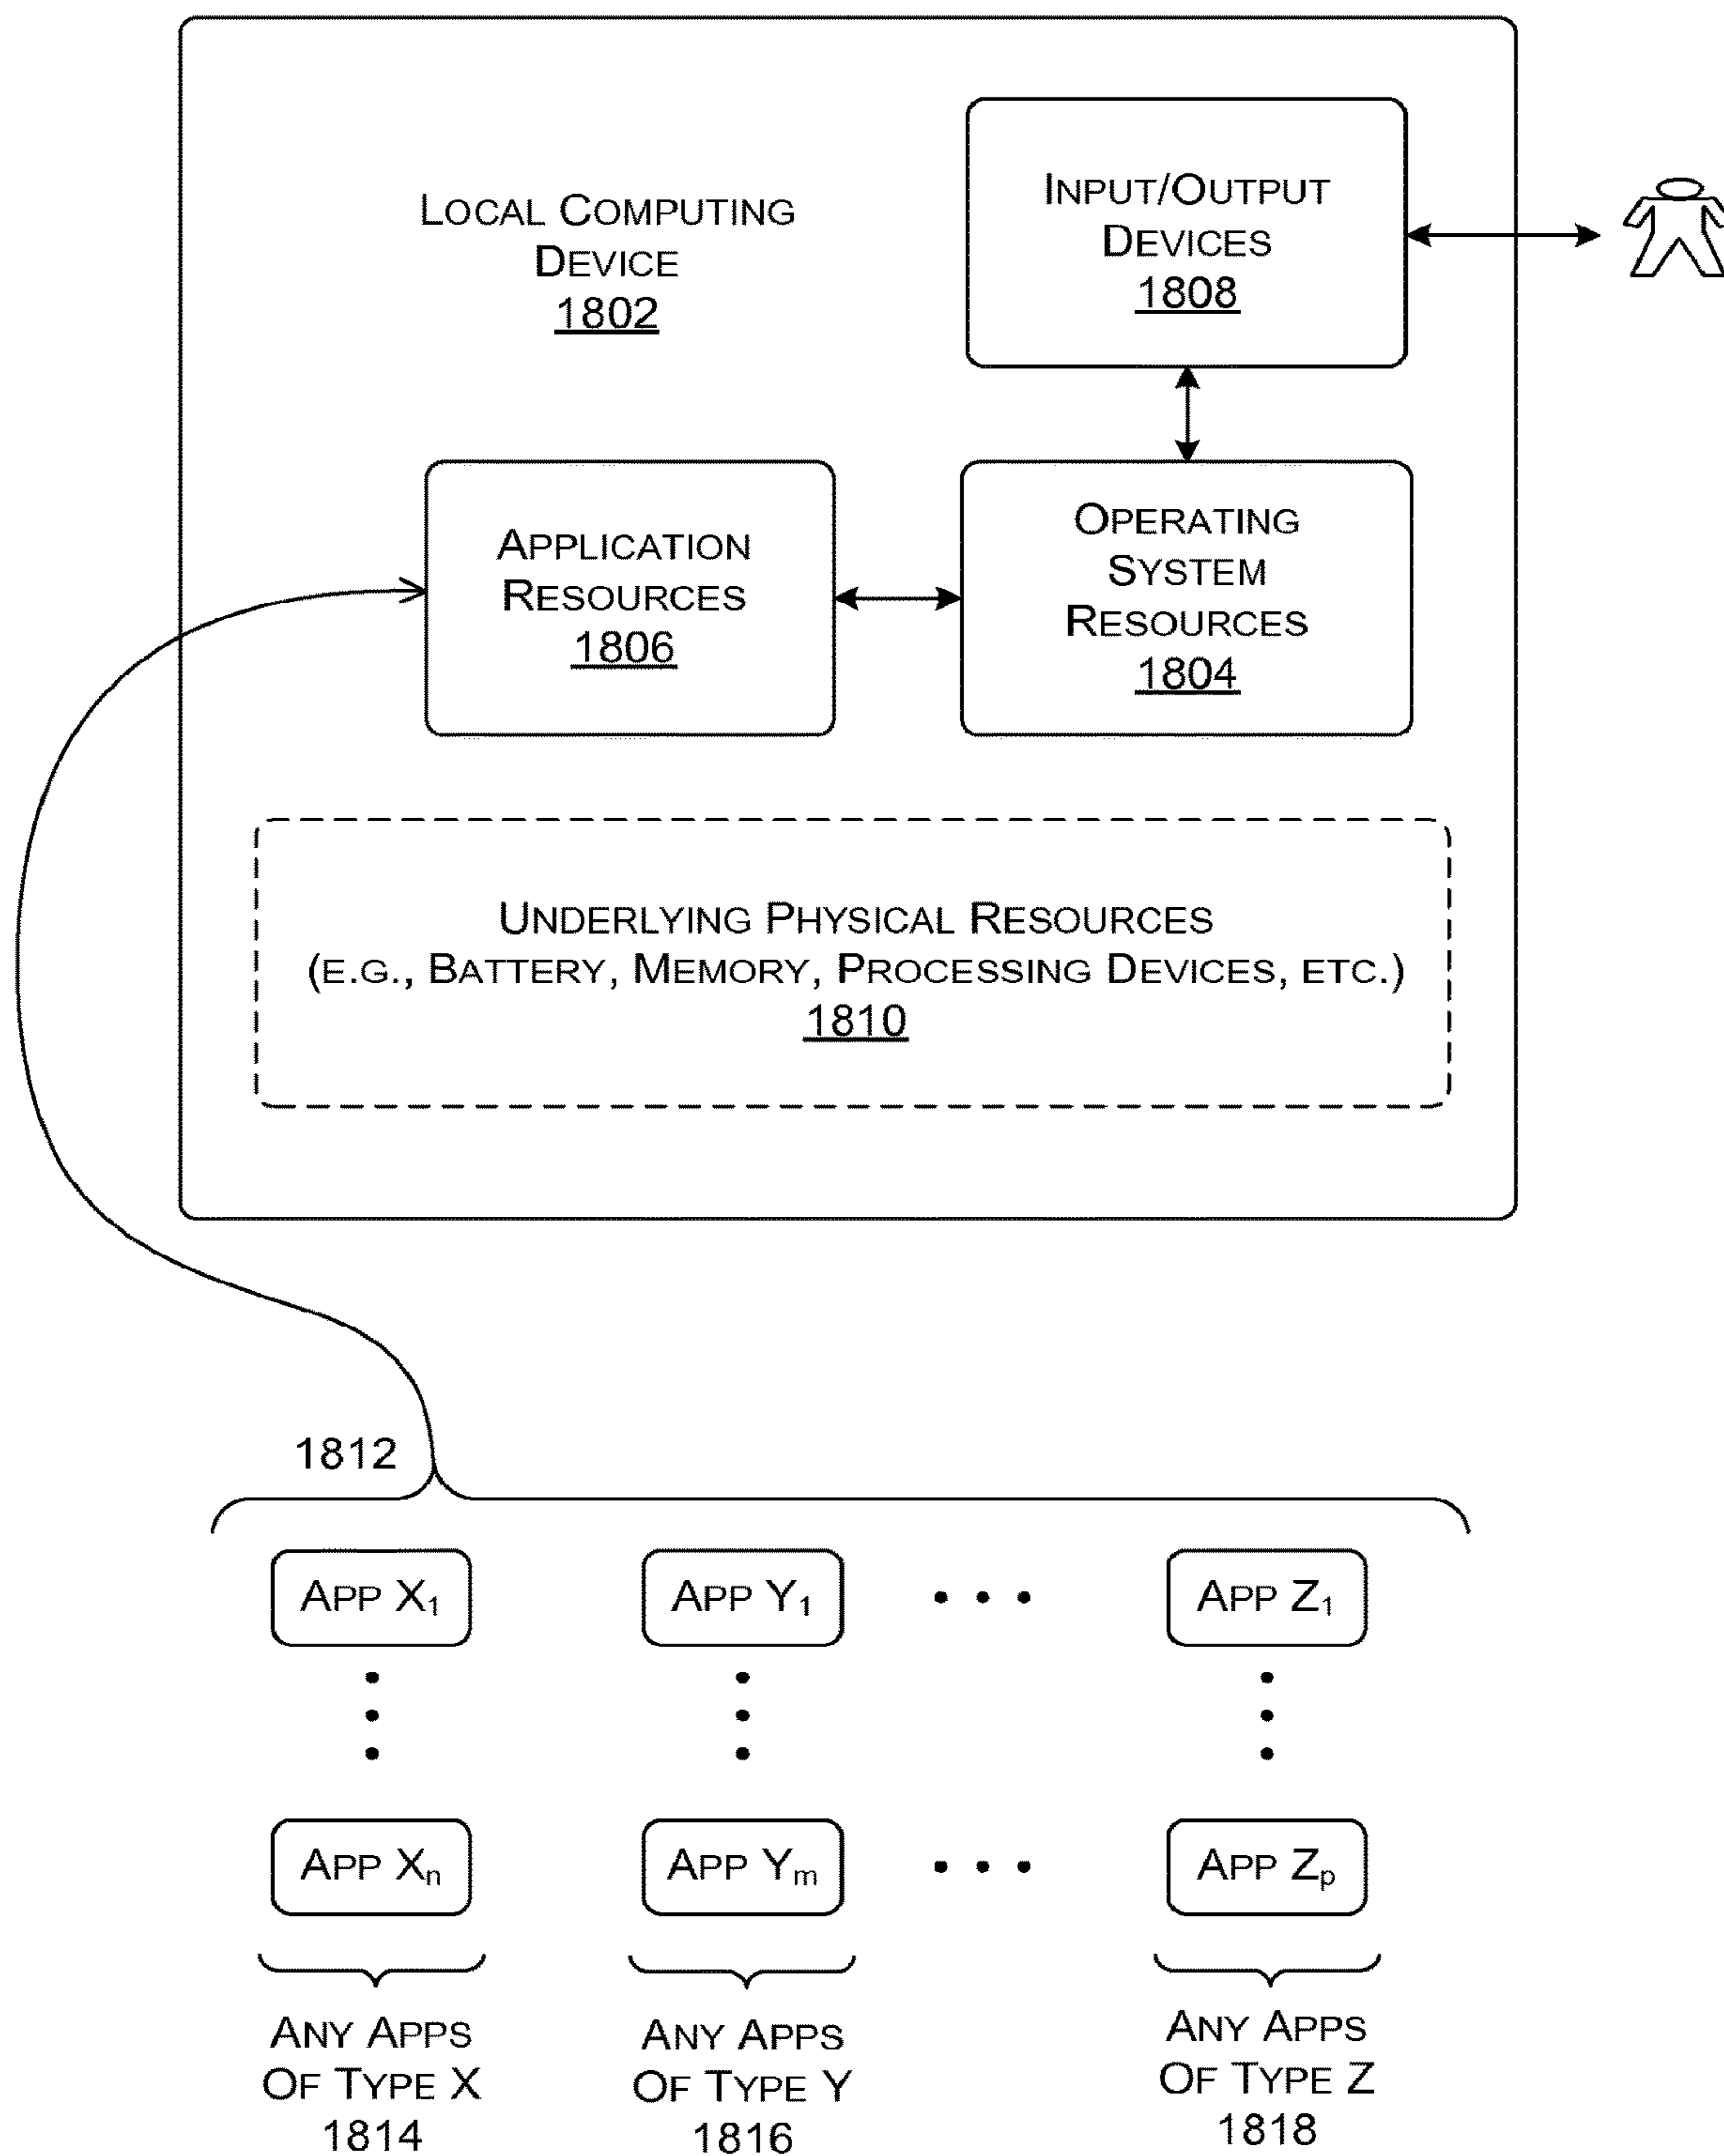 LOCAL COMPUTING
DEVICE
1802
INPUT/OUTPUT
DEVICES
1808
APPLICATION
RESOURCES
1806
OPERATING
SYSTEM
RESOURCES
1804
UNDERLYING PHYSICAL RESOURCES
(E.G., BATTERY, MEMORY, PROCESSING DEVICES, ETC.)
1810
1812
APP X1
APP Y1
• • •
APP Z1
APP Xn
APP Ym
• • •
APP Zp
ANY APPS
OF TYPE X
1814
ANY APPS
OF TYPE Y
1816
ANY APPS
OF TYPE Z
1818